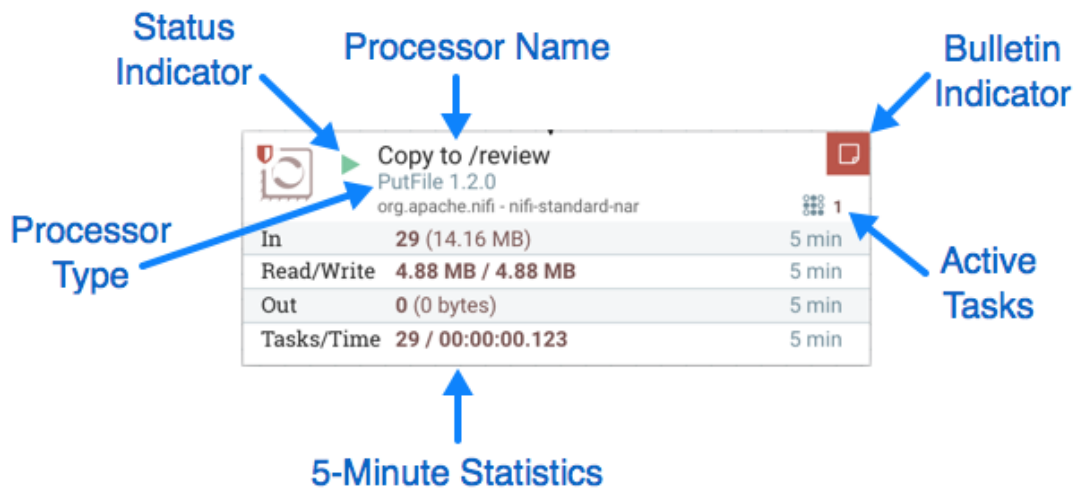 Status
Indicator
Processor Name
Bulletin
Indicator
Copy to /review
PutFile 1.2.0
org.apache.nifi - nifi-standard-nar
1
Processor
Type
In 29 (14.16 MB) 5 min
Read/Write 4.88 MB / 4.88 MB 5 min
Out 0 (0 bytes) 5 min
Tasks/Time 29 / 00:00:00.123 5 min
Active
Tasks
5-Minute Statistics